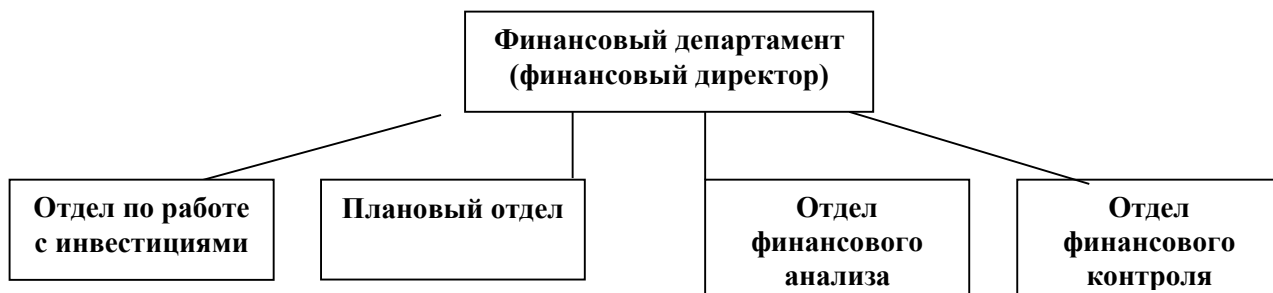 Финансовый департамент
(финансовый директор)
Отдел по работе
с инвестициями
Плановый отдел
Отдел
финансового
анализа
Отдел
финансового
контроля